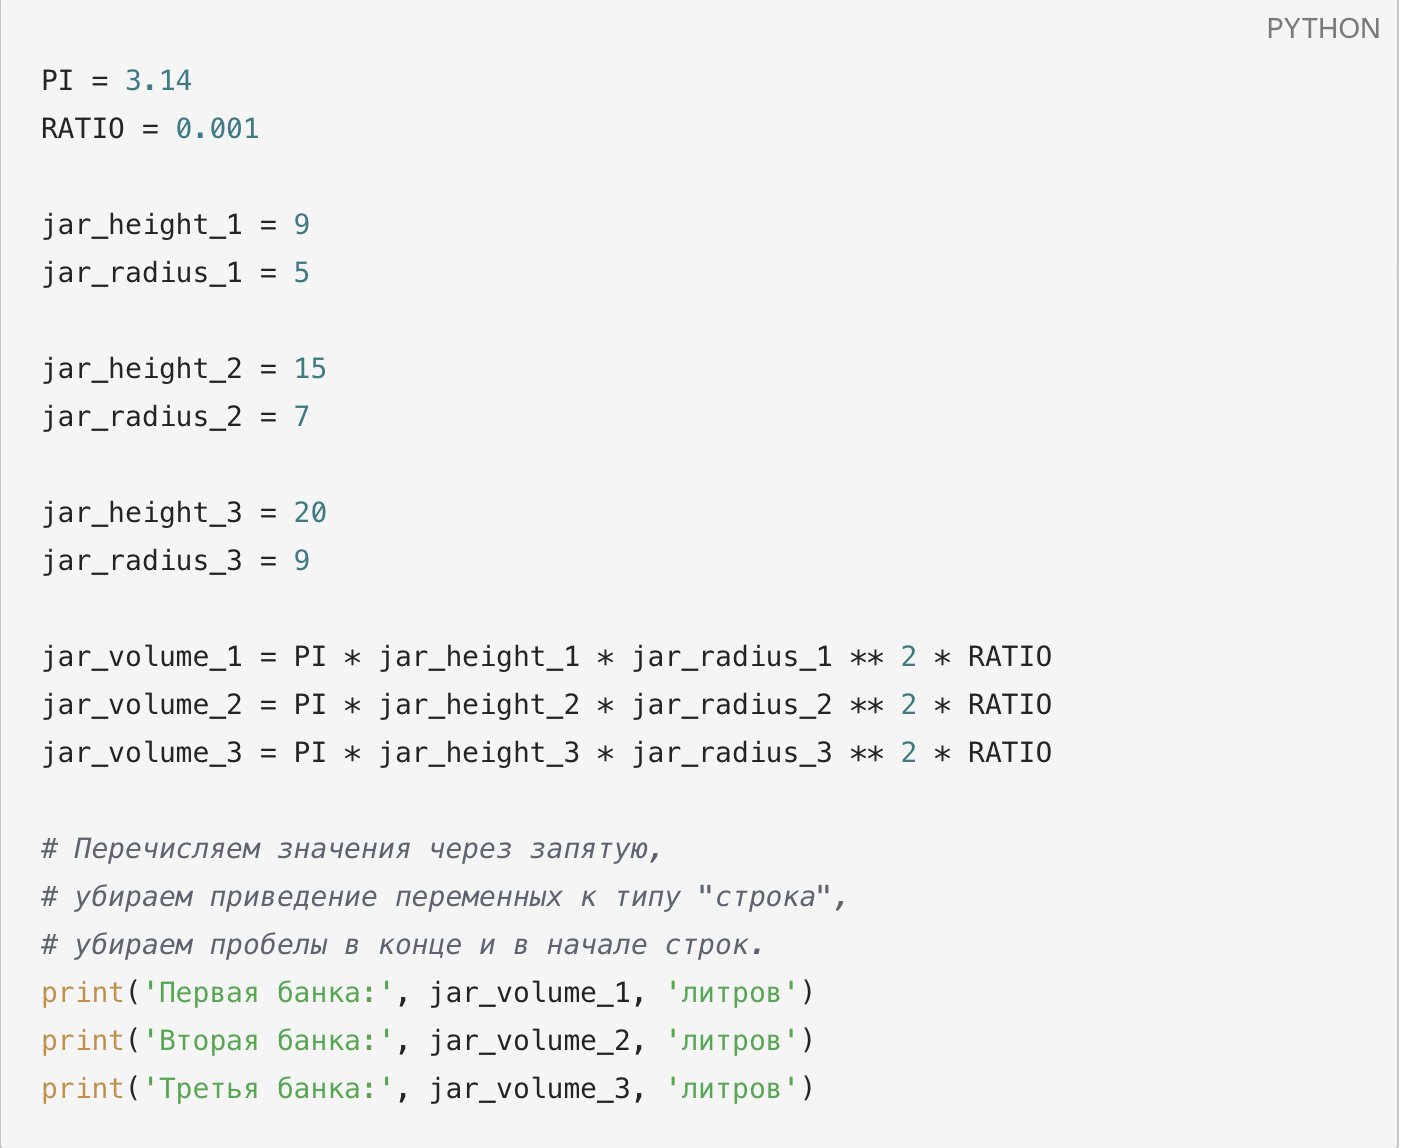 PYTHON
PI = 3.14
RATIO = 0.001
jar_height_1 = 9
jar_radius_1 = 5
jar_height_2 = 15
jar_radius_2 = 7
jar_height_3 = 20
jar_radius_3 = 9
jar_volume_1 = PI * jar_height_1 * jar_radius_1 ** 2 * RATIO
jar_volume_2 = PI * jar_height_2 * jar_radius_2 ** 2 * RATIO
jar_volume_3 = PI * jar_height_3 * jar_radius_3 ** 2 * RATIO
# Перечисляем значения через запятую,
# убираем приведение переменных к типу "строка",
# убираем пробелы в конце и в начале строк.
print('Первая банка:', jar_volume_1, 'литров')
print('Вторая банка:', jar_volume_2, 'литров')
print('Третья банка:', jar_volume_3, 'литров')